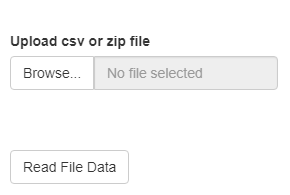 Upload csv or zip file
Browse... No file selected
Read File Data